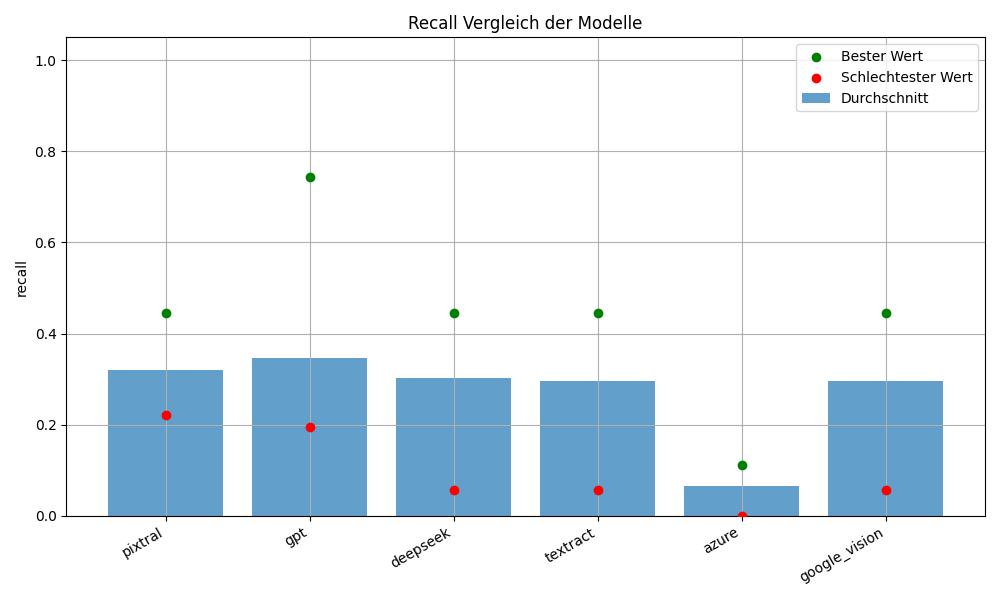 Recall Vergleich der Modelle
Bester Wert
Schlechtester Wert
Durchschnitt
recall
1.0
0.8
0.6
0.4
0.2
0.0
pixtral
gpt
deepseek
textract
azure
google_vision